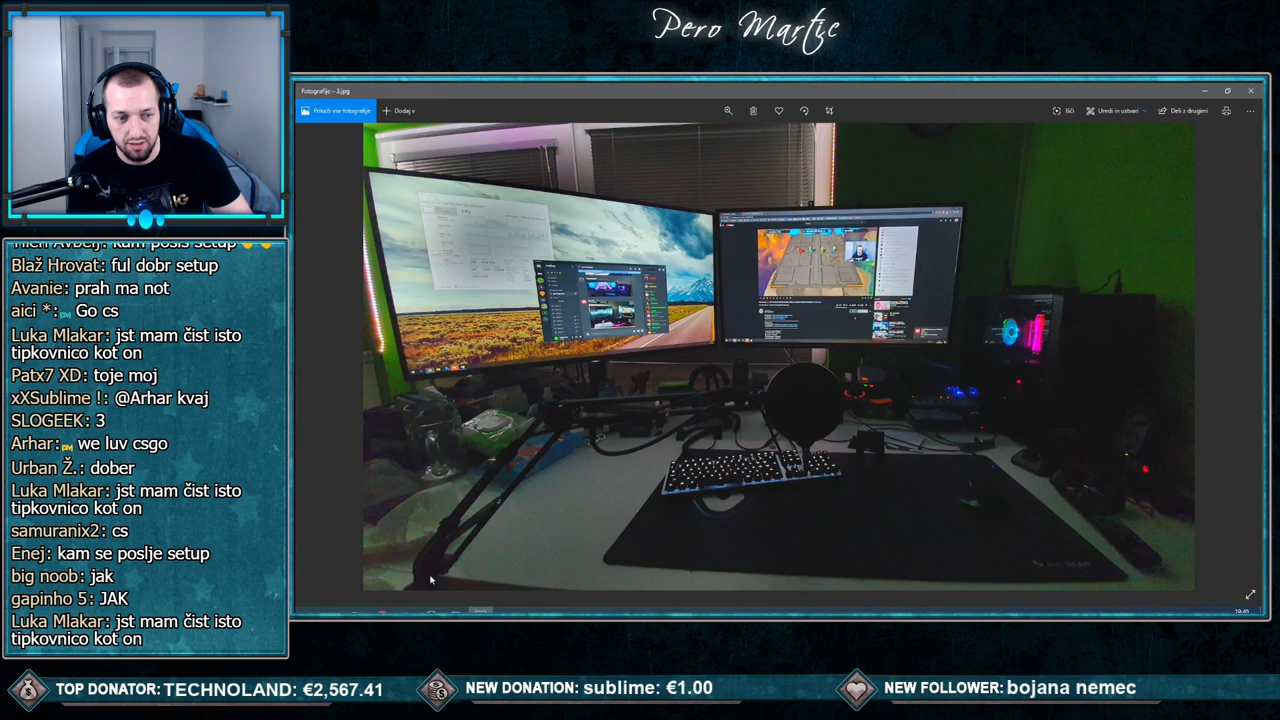 Pero Martic
Fotografije – 3.jpg
Prikaži vse fotografije
Dodaj v
Išči
Uredi in ustvari
Deli z drugimi
kam posls setup
Blaž Hrovat: ful dobr setup
Avanie: prah ma not
aici *: Go cs
Luka Mlakar: jst mam čist isto
tipkovnico kot on
Patx7 XD: toje moj
xXSublime !: @Arhar kvaj
SLOGEEK: 3
Arhar: we luv csgo
Urban Ž.: dober
Luka Mlakar: jst mam čist isto
tipkovnico kot on
samuranix2: cs
Enej: kam se poslje setup
big noob: jak
gapinho 5: JAK
Luka Mlakar: jst mam čist isto
tipkovnico kot on
CPU
TOP DONATOR: TECHNOLAND: €2,567.41
NEW DONATION: sublime: €1.00
NEW FOLLOWER: bojana nemec